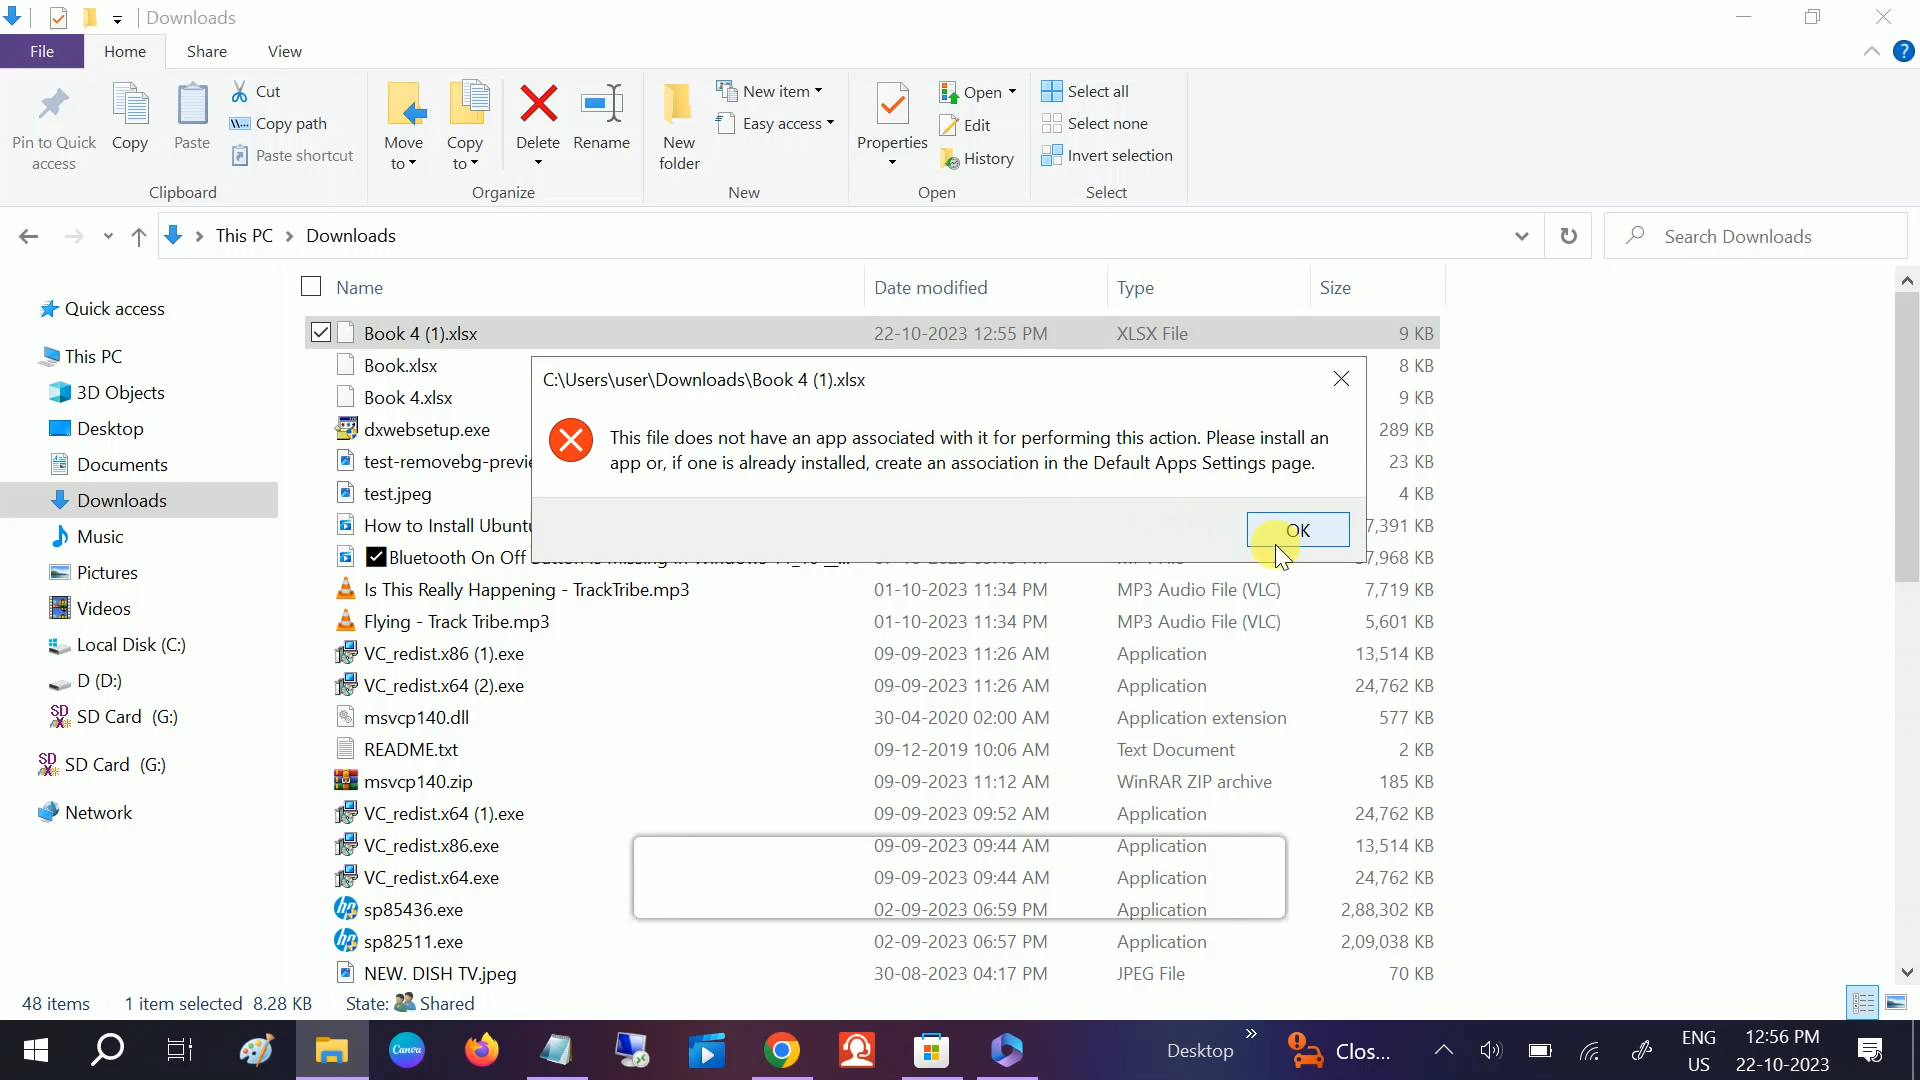 Downloads
File
Home
Share
View
Pin to Quick access
Copy
Paste
Cut
Copy path
Paste shortcut
Clipboard
Move to
Copy to
Delete
Rename
Organize
New folder
New item
Easy access
New
Properties
Open
Edit
History
Open
Select all
Select none
Invert selection
Select
This PC
Downloads
Search Downloads
Quick access
This PC
3D Objects
Desktop
Documents
Downloads
Music
Pictures
Videos
Local Disk (C:)
D (D:)
SD Card (G:)
SD Card (G:)
Network
Name Date modified Type Size
Book 4 (1).xlsx 22-10-2023 12:55 PM XLSX File 9 KB
Book.xlsx 8 KB
Book 4.xlsx 9 KB
dxwebsetup.exe 289 KB
test-removebg-previe 23 KB
test.jpeg 4 KB
How to Install Ubuntu 7,391 KB
Bluetooth On Off 7,968 KB
Is This Really Happening - TrackTribe.mp3 01-10-2023 11:34 PM MP3 Audio File (VLC) 7,719 KB
Flying - Track Tribe.mp3 01-10-2023 11:34 PM MP3 Audio File (VLC) 5,601 KB
VC_redist.x86 (1).exe 09-09-2023 11:26 AM Application 13,514 KB
VC_redist.x64 (2).exe 09-09-2023 11:26 AM Application 24,762 KB
msvcp140.dll 30-04-2020 02:00 AM Application extension 577 KB
README.txt 09-12-2019 10:06 AM Text Document 2 KB
msvcp140.zip 09-09-2023 11:12 AM WinRAR ZIP archive 185 KB
VC_redist.x64 (1).exe 09-09-2023 09:52 AM Application 24,762 KB
VC_redist.x86.exe 09-09-2023 09:44 AM Application 13,514 KB
VC_redist.x64.exe 09-09-2023 09:44 AM Application 24,762 KB
sp85436.exe 02-09-2023 06:59 PM Application 2,88,302 KB
sp82511.exe 02-09-2023 06:57 PM Application 2,09,038 KB
NEW. DISH TV.jpeg 30-08-2023 04:17 PM JPEG File 70 KB
C:\Users\user\Downloads\Book 4 (1).xlsx
This file does not have an app associated with it for performing this action. Please install an
app or, if one is already installed, create an association in the Default Apps Settings page.
OK
48 items 1 item selected 8.28 KB State: Shared
Canva
Desktop
Clos...
ENG
US
12:56 PM
22-10-2023